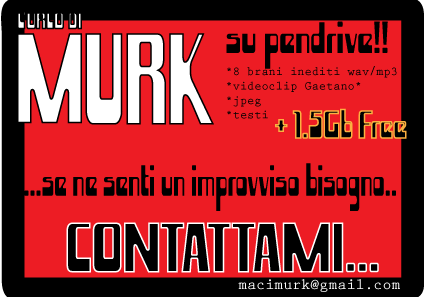 L'URLO DI
MURK
su pendrive!!
*8 brani inediti wav/mp3
*videoclip Gaetano*
*jpeg
*testi
+ 1.5Gb Free
...se ne senti un improvviso bisogno..
CONTATTAMI...
macimurk@gmail.com